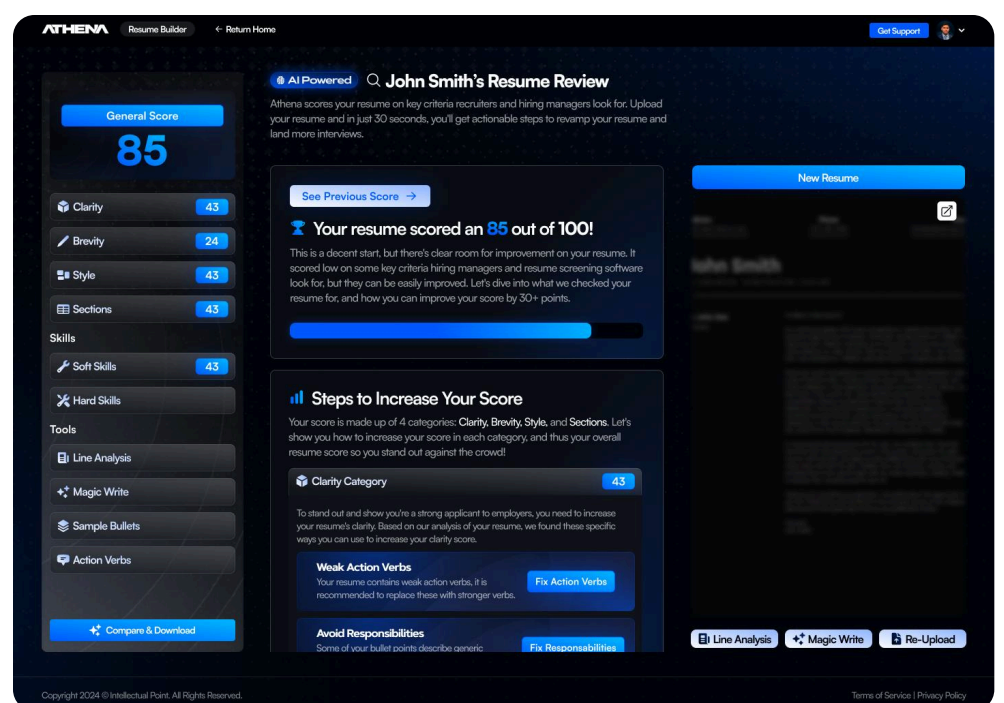 ATHENA
Resume Builder
← Return Home
Get Support
General Score
85
Clarity 43
Brevity 24
Style 43
Sections 43
Skills
Soft Skills 43
Hard Skills
Tools
Line Analysis
Magic Write
Sample Bullets
Action Verbs
Compare & Download
AI Powered
John Smith's Resume Review
Athena scores your resume on key criteria recruiters and hiring managers look for. Upload
your resume and in just 30 seconds, you'll get actionable steps to revamp your resume and
land more interviews.
See Previous Score →
Your resume scored an 85 out of 100!
This is a decent start, but there's clear room for improvement on your resume. It
scored low on some key criteria hiring managers and resume screening software
look for, but they can be easily improved. Let's dive into what we checked your
resume for, and how you can improve your score by 30+ points.
Steps to Increase Your Score
Your score is made up of 4 categories: Clarity, Brevity, Style, and Sections. Let's
show you how to increase your score in each category, and thus your overall
resume score so you stand out against the crowd!
Clarity Category 43
To stand out and show you're a strong applicant to employers, you need to increase
your resume's clarity. Based on our analysis of your resume, we found these specific
ways you can use to increase your clarity score.
Weak Action Verbs
Your resume contains weak action verbs, it is
recommended to replace these with stronger verbs.
Fix Action Verbs
Avoid Responsibilities
Some of your bullet points describe generic
Fix Responsabilities
New Resume
John Smith
Line Analysis
Magic Write
Re-Upload
Copyright 2024 © Intellectual Point. All Rights Reserved.
Terms of Service | Privacy Policy